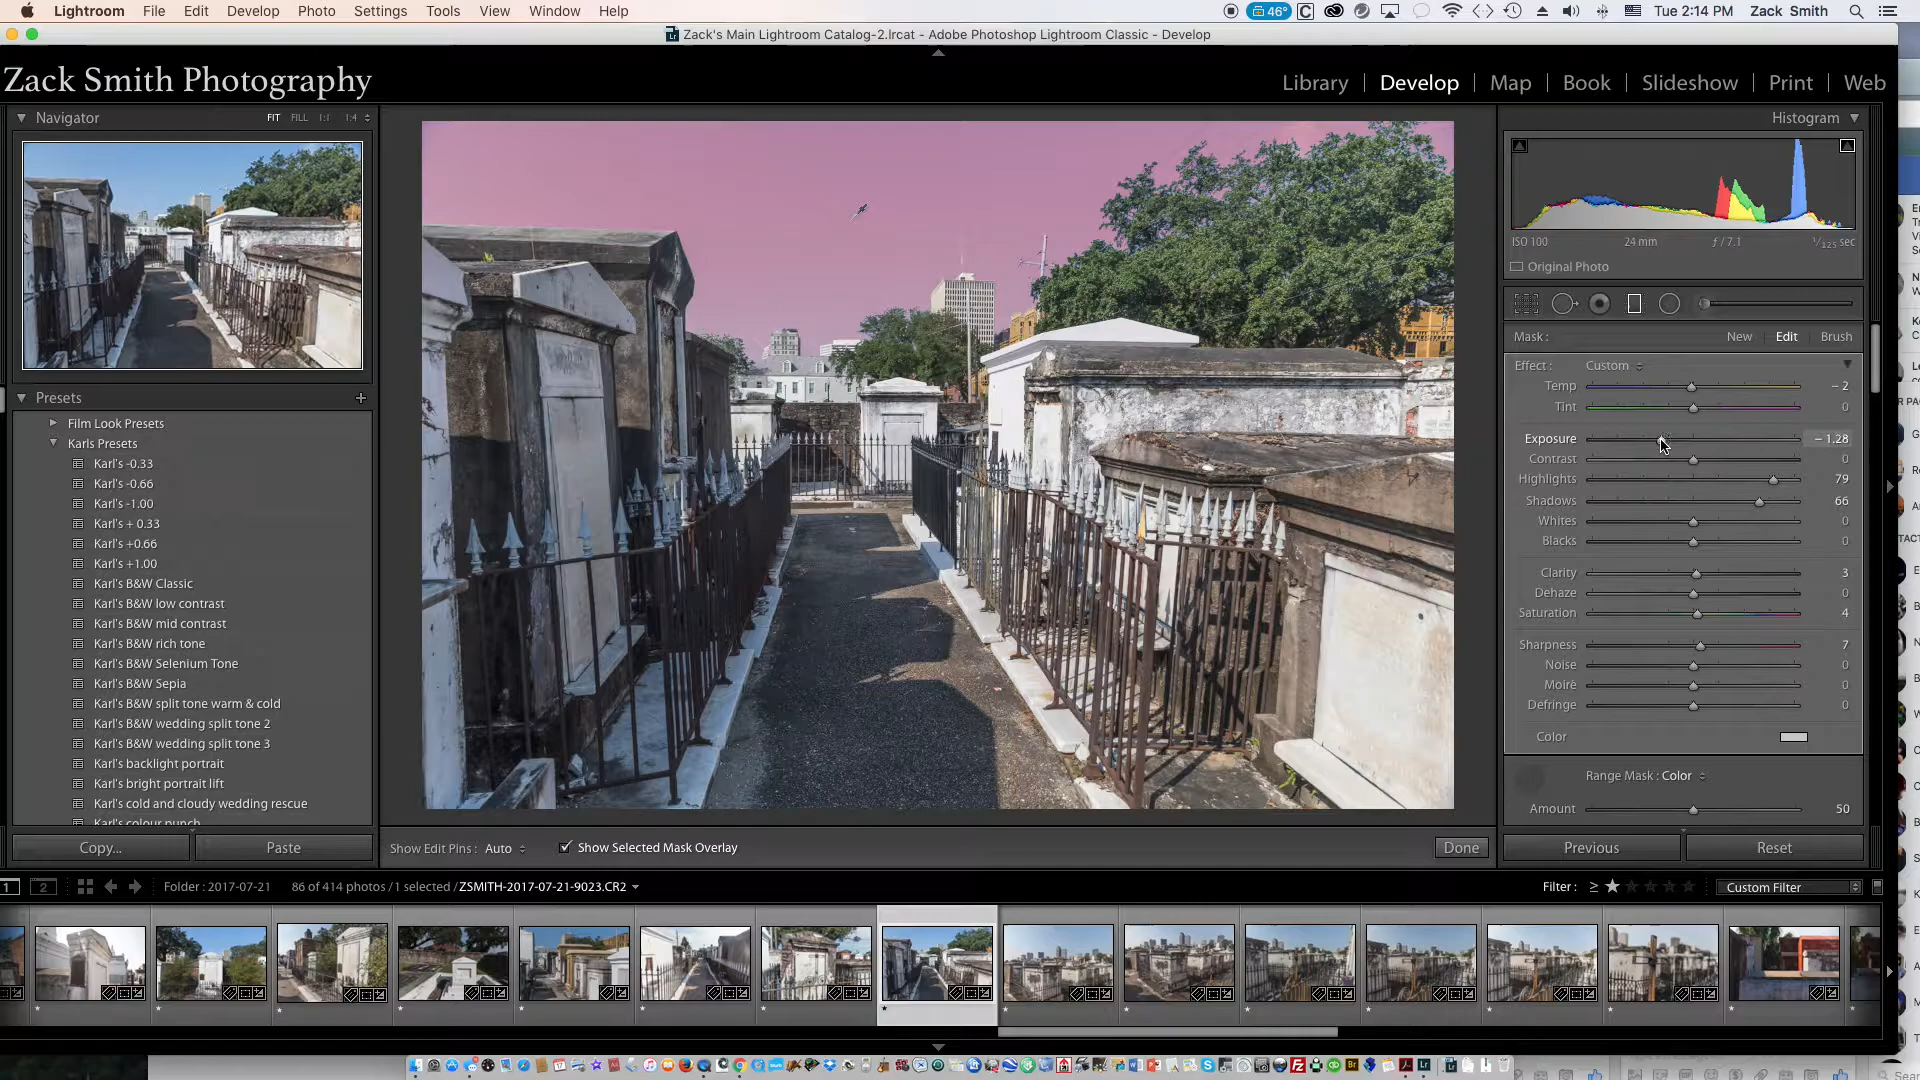 Lightroom File Edit Develop Photo Settings Tools View Window Help
46° Tue 2:14 PM Zack Smith
Zack's Main Lightroom Catalog-2.lrcat - Adobe Photoshop Lightroom Classic - Develop
Zack Smith Photography
Library | Develop | Map | Book | Slideshow | Print | Web
Navigator FIT FILL 1:1 1:4
Histogram
ISO 100 24 mm ƒ / 7.1 1/125 sec
Original Photo
Mask : New Edit Brush
Effect : Custom
Temp − 2
Tint 0
Exposure − 1.28
Contrast 0
Highlights 79
Shadows 66
Whites 0
Blacks 0
Clarity 3
Dehaze 0
Saturation 4
Sharpness 7
Noise 0
Moiré 0
Defringe 0
Color
Range Mask : Color
Amount 50
Previous Reset
Presets +
Film Look Presets
Karls Presets
Karl's -0.33
Karl's -0.66
Karl's -1.00
Karl's + 0.33
Karl's +0.66
Karl's +1.00
Karl's B&W Classic
Karl's B&W low contrast
Karl's B&W mid contrast
Karl's B&W rich tone
Karl's B&W Selenium Tone
Karl's B&W Sepia
Karl's B&W split tone warm & cold
Karl's B&W wedding split tone 2
Karl's B&W wedding split tone 3
Karl's backlight portrait
Karl's bright portrait lift
Karl's cold and cloudy wedding rescue
Karl's colour punch
Copy... Paste
Show Edit Pins : Auto Show Selected Mask Overlay Done
1 2 Folder : 2017-07-21 86 of 414 photos / 1 selected / ZSMITH-2017-07-21-9023.CR2 Filter : ≥ Custom Filter